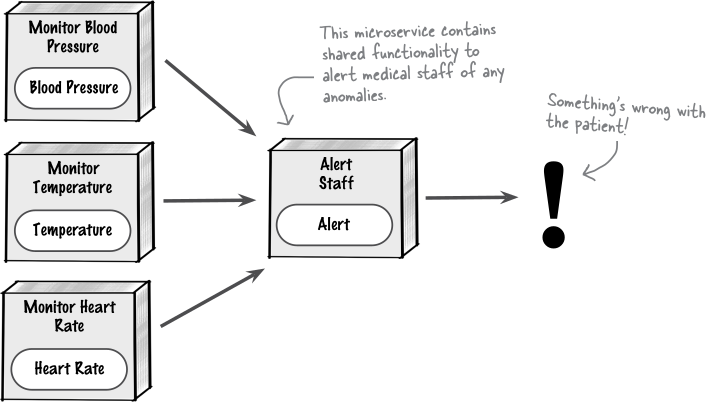 Monitor Blood
Pressure
Blood Pressure
This microservice contains
shared functionality to
alert medical staff of any
anomalies.
Something's wrong with
the patient!
Monitor
Temperature
Temperature
Alert
Staff
Alert
!
Monitor Heart
Rate
Heart Rate